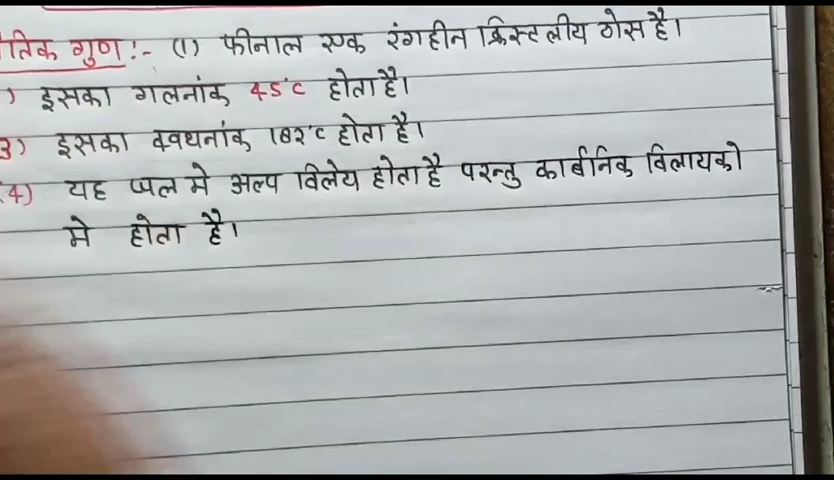 तिक गुण :- (1) फीनाल एक रंगहीन क्रिस्टलीय ठोस है।
) इसका गलनांक 45°C होता है।
3) इसका क्वथनांक 182°C होता है।
(4) यह जल मे अल्प विलेय होता है परन्तु कार्बनिक विलायको
मे होता है।